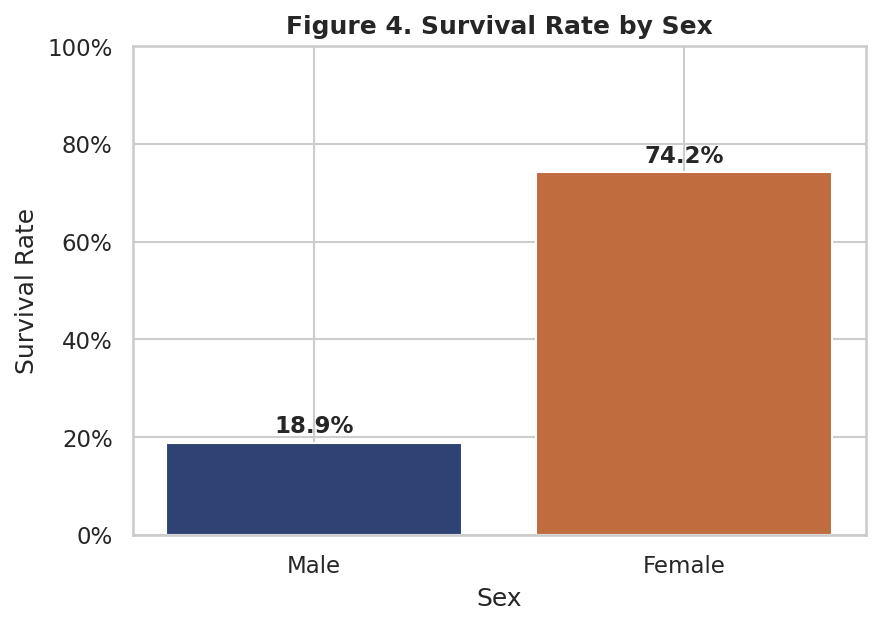 Figure 4. Survival Rate by Sex
100%
80%
60%
40%
20%
0%
Survival Rate
74.2%
18.9%
Male
Female
Sex